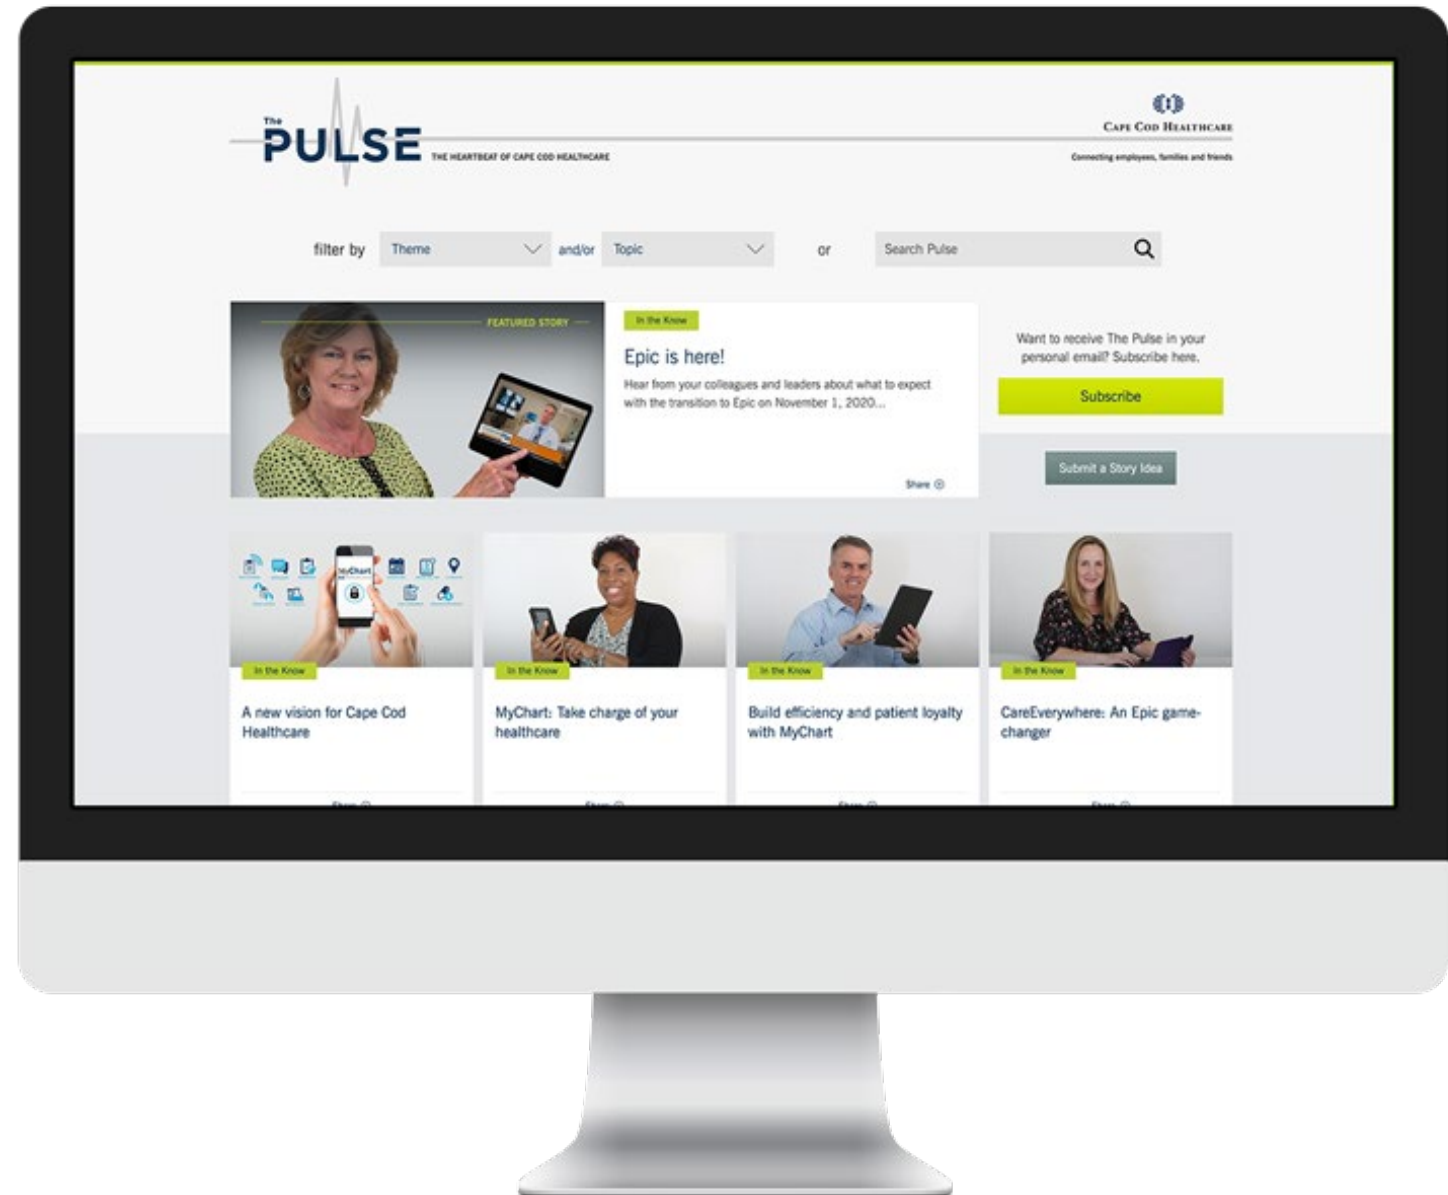 The
PULSE
THE HEARTBEAT OF CAPE COD HEALTHCARE
CAPE COD HEALTHCARE
Connecting employees, families and friends
filter by Theme and/or Topic or Search Pulse
FEATURED STORY
In the Know
Epic is here!
Hear from your colleagues and leaders about what to expect
with the transition to Epic on November 1, 2020...
Share
Want to receive The Pulse in your
personal email? Subscribe here.
Subscribe
Submit a Story Idea
MyChart
In the Know
A new vision for Cape Cod
Healthcare
Share
In the Know
MyChart: Take charge of your
healthcare
Share
In the Know
Build efficiency and patient loyalty
with MyChart
Share
In the Know
CareEverywhere: An Epic game-
changer
Share